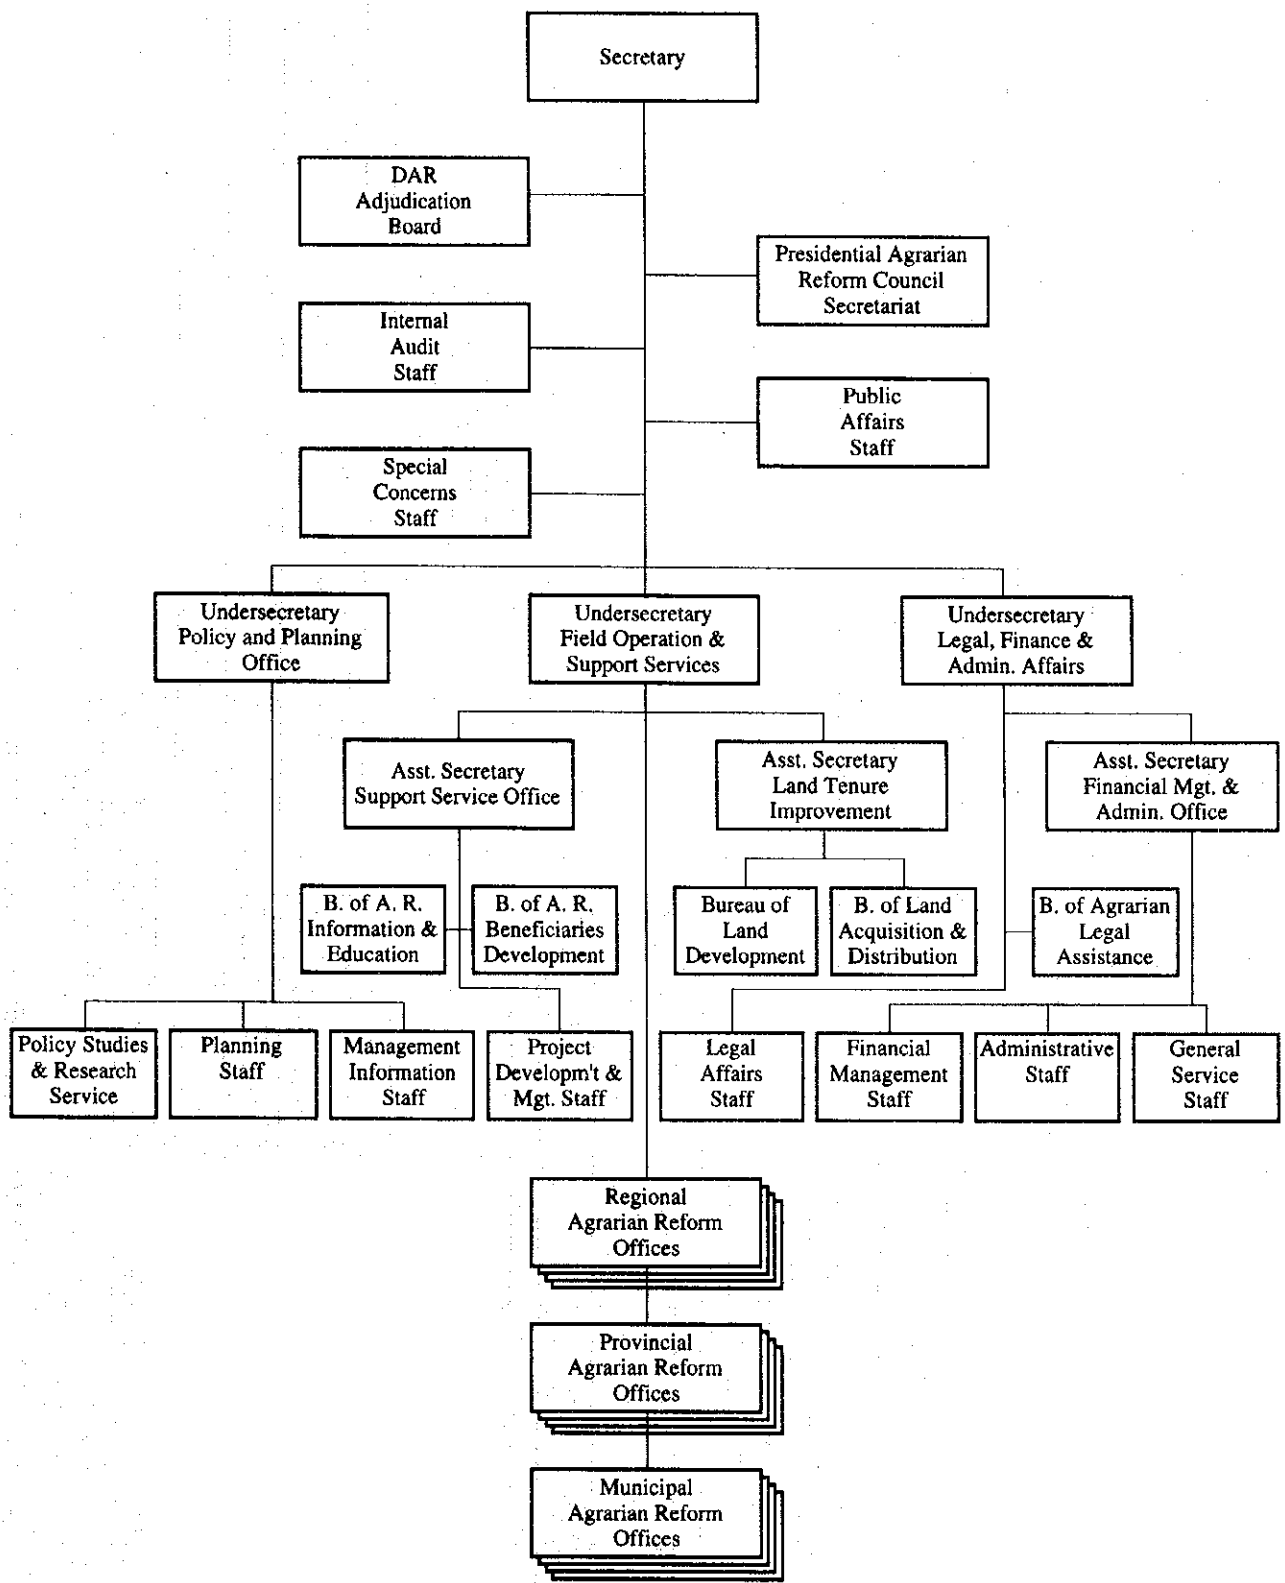 Secretary
DAR
Adjudication
Board
Presidential Agrarian
Reform Council
Secretariat
Internal
Audit
Staff
Public
Affairs
Staff
Special
Concerns
Staff
Undersecretary
Policy and Planning
Office
Undersecretary
Field Operation &
Support Services
Undersecretary
Legal, Finance &
Admin. Affairs
Asst. Secretary
Support Service Office
Asst. Secretary
Land Tenure
Improvement
Asst. Secretary
Financial Mgt. &
Admin. Office
B. of A. R.
Information &
Education
B. of A. R.
Beneficiaries
Development
Bureau of
Land
Development
B. of Land
Acquisition &
Distribution
B. of Agrarian
Legal
Assistance
Policy Studies
& Research
Service
Planning
Staff
Management
Information
Staff
Project
Developm't &
Mgt. Staff
Legal
Affairs
Staff
Financial
Management
Staff
Administrative
Staff
General
Service
Staff
Regional
Agrarian Reform
Offices
Provincial
Agrarian Reform
Offices
Municipal
Agrarian Reform
Offices